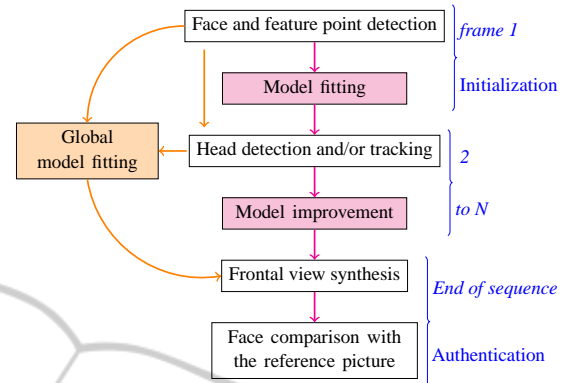 Face and feature point detection
frame 1
Model fitting
Initialization
Global
model fitting
Head detection and/or tracking
2
Model improvement
to N
Frontal view synthesis
End of sequence
Face comparison with
the reference picture
Authentication